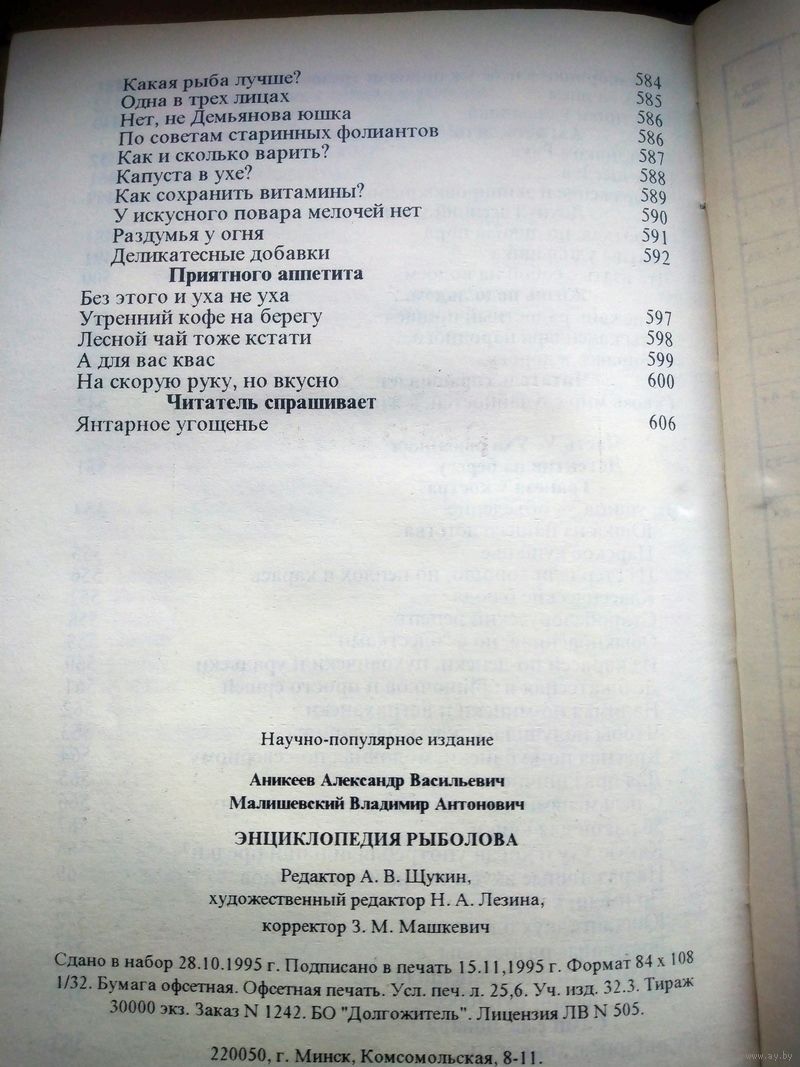 Какая рыба лучше? 584
Одна в трех лицах 585
Нет, не Демьянова юшка 586
По советам старинных фолиантов 586
Как и сколько варить? 587
Капуста в ухе? 588
Как сохранить витамины? 589
У искусного повара мелочей нет 590
Раздумья у огня 591
Деликатесные добавки 592
Приятного аппетита
Без этого и уха не уха
Утренний кофе на берегу 597
Лесной чай тоже кстати 598
А для вас квас 599
На скорую руку, но вкусно 600
Читатель спрашивает
Янтарное угощенье 606
Научно-популярное издание
Аникеев Александр Васильевич
Малишевский Владимир Антонович
ЭНЦИКЛОПЕДИЯ РЫБОЛОВА
Редактор А. В. Щукин,
художественный редактор Н. А. Лезина,
корректор З. М. Машкевич
Сдано в набор 28.10.1995 г. Подписано в печать 15.11,1995 г. Формат 84 х 108
1/32. Бумага офсетная. Офсетная печать. Усл. печ. л. 25,6. Уч. изд. 32.3. Тираж
30000 экз. Заказ N 1242. БО "Долгожитель". Лицензия ЛВ N 505.
220050, г. Минск, Комсомольская, 8-11.
www.ay.by